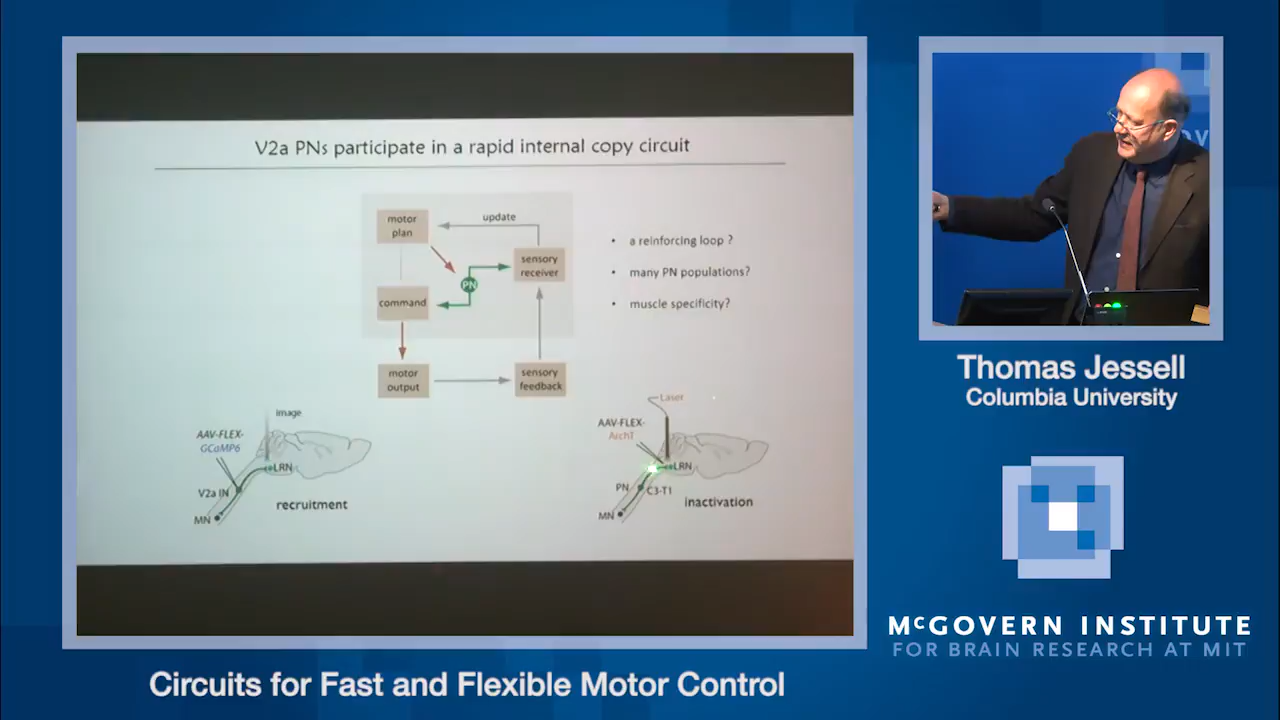 V2a PNs participate in a rapid internal copy circuit
motor
plan
update
PN
sensory
receiver
command
motor
output
sensory
feedback
• a reinforcing loop ?
• many PN populations?
• muscle specificity?
image
AAV-FLEX-
GCaMP6
LRN
V2a IN
MN
recruitment
Laser
AAV-FLEX-
ArchT
LRN
PN
C3-T1
MN
inactivation
Thomas Jessell
Columbia University
McGOVERN INSTITUTE
FOR BRAIN RESEARCH AT MIT
Circuits for Fast and Flexible Motor Control